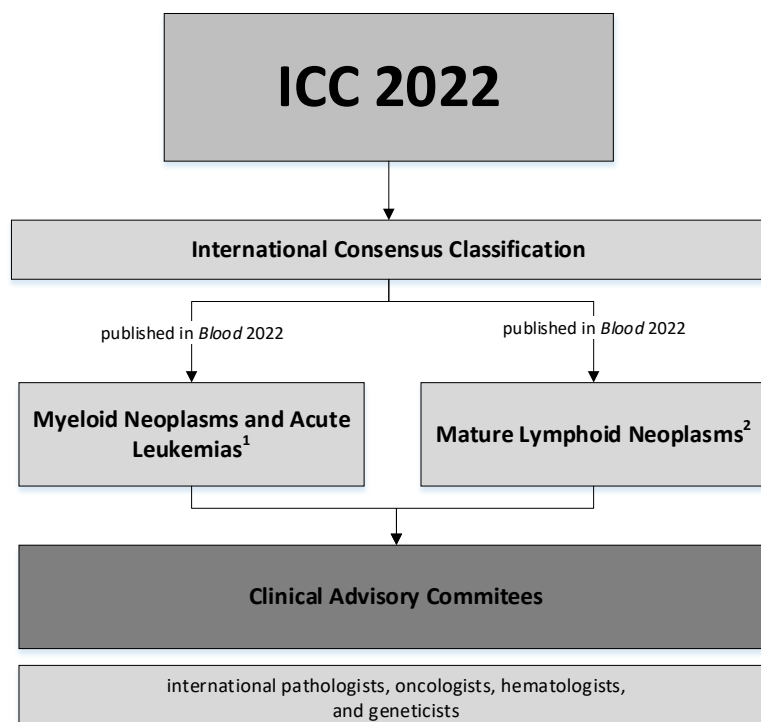 ICC 2022
International Consensus Classification
published in Blood 2022
published in Blood 2022
Myeloid Neoplasms and Acute
Leukemias1
Mature Lymphoid Neoplasms2
Clinical Advisory Commitees
international pathologists, oncologists, hematologists,
and geneticists